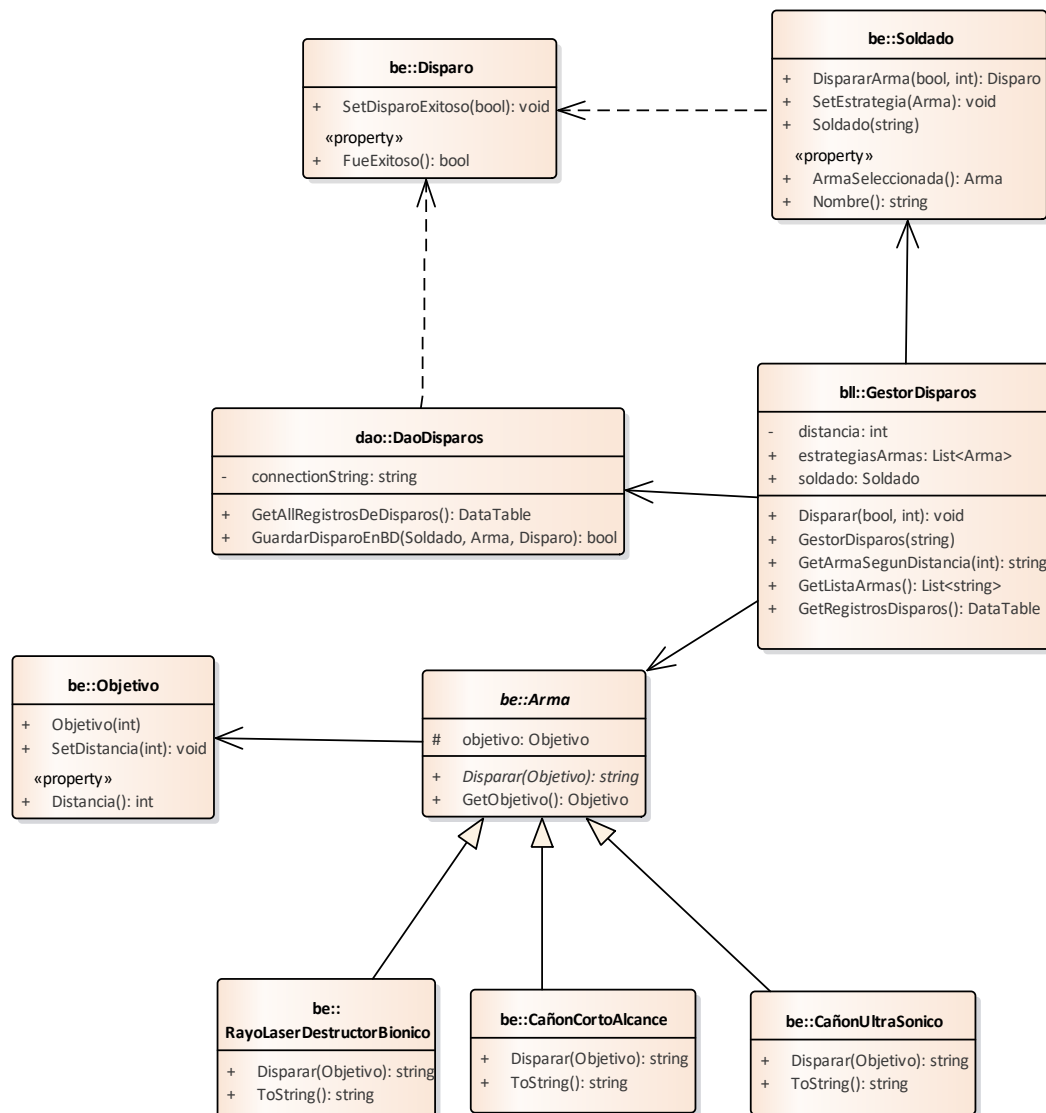 be::Disparo
+ SetDisparoExitoso(bool): void
«property»
+ FueExitoso(): bool
be::Soldado
+ DispararArma(bool, int): Disparo
+ SetEstrategia(Arma): void
+ Soldado(string)
«property»
+ ArmaSeleccionada(): Arma
+ Nombre(): string
bll::GestorDisparos
- distancia: int
+ estrategiasArmas: List<Arma>
+ soldado: Soldado
+ Disparar(bool, int): void
+ GestorDisparos(string)
+ GetArmaSegunDistancia(int): string
+ GetListaArmas(): List<string>
+ GetRegistrosDisparos(): DataTable
dao::DaoDisparos
- connectionString: string
+ GetAllRegistrosDeDisparos(): DataTable
+ GuardarDisparoEnBD(Soldado, Arma, Disparo): bool
be::Objetivo
+ Objetivo(int)
+ SetDistancia(int): void
«property»
+ Distancia(): int
be::Arma
# objetivo: Objetivo
+ Disparar(Objetivo): string
+ GetObjetivo(): Objetivo
be::
RayoLaserDestructorBionico
+ Disparar(Objetivo): string
+ ToString(): string
be::CañonCortoAlcance
+ Disparar(Objetivo): string
+ ToString(): string
be::CañonUltraSonico
+ Disparar(Objetivo): string
+ ToString(): string